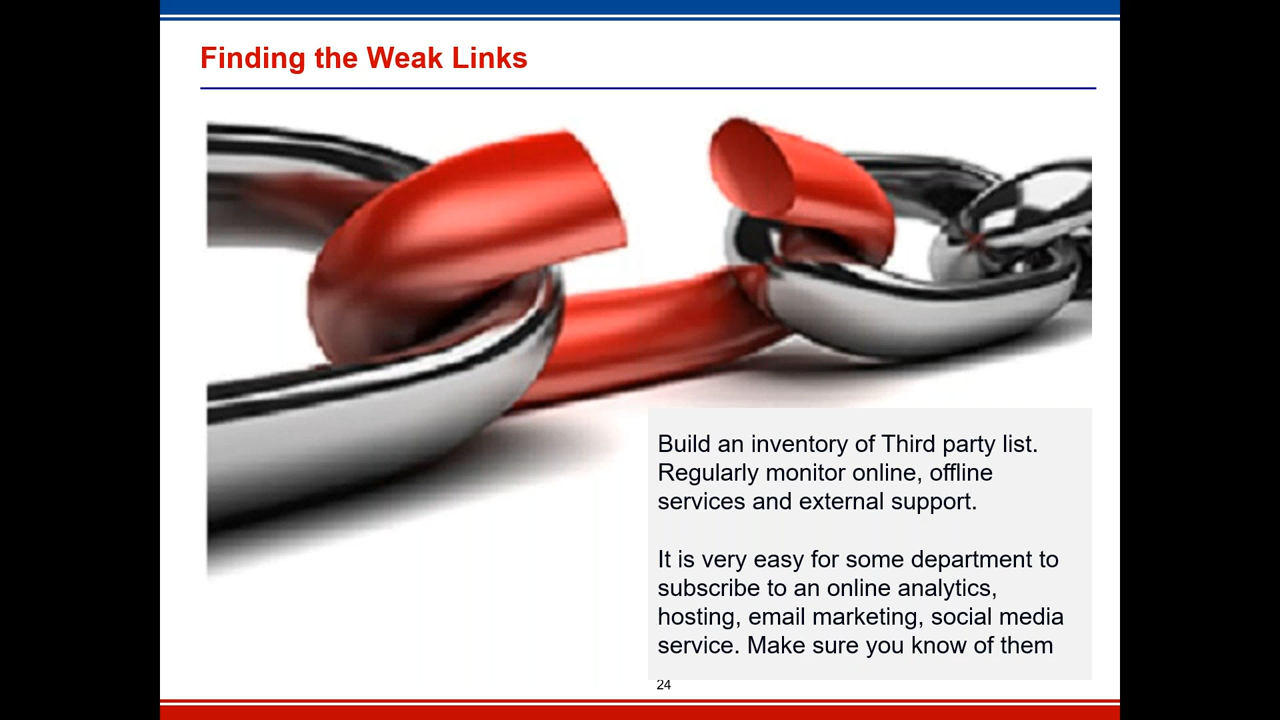 Finding the Weak Links
Build an inventory of Third party list.
Regularly monitor online, offline
services and external support.
It is very easy for some department to
subscribe to an online analytics,
hosting, email marketing, social media
service. Make sure you know of them
24